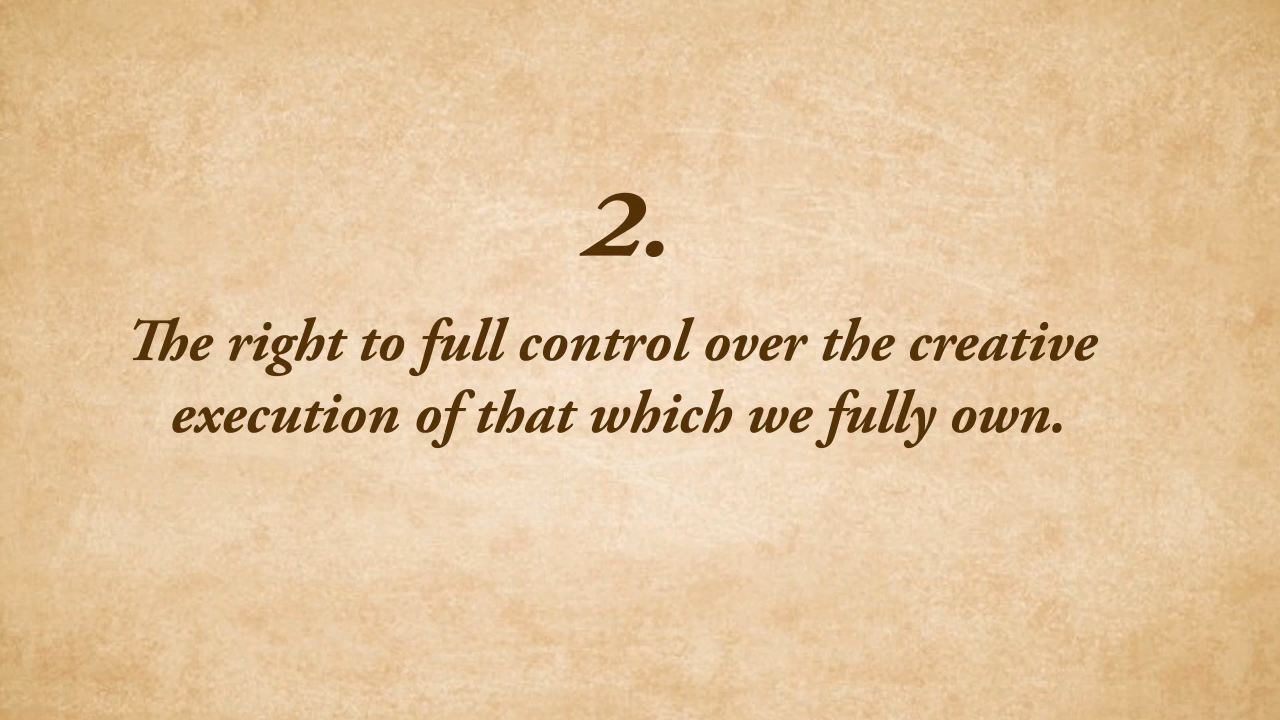 2.
The right to full control over the creative
execution of that which we fully own.